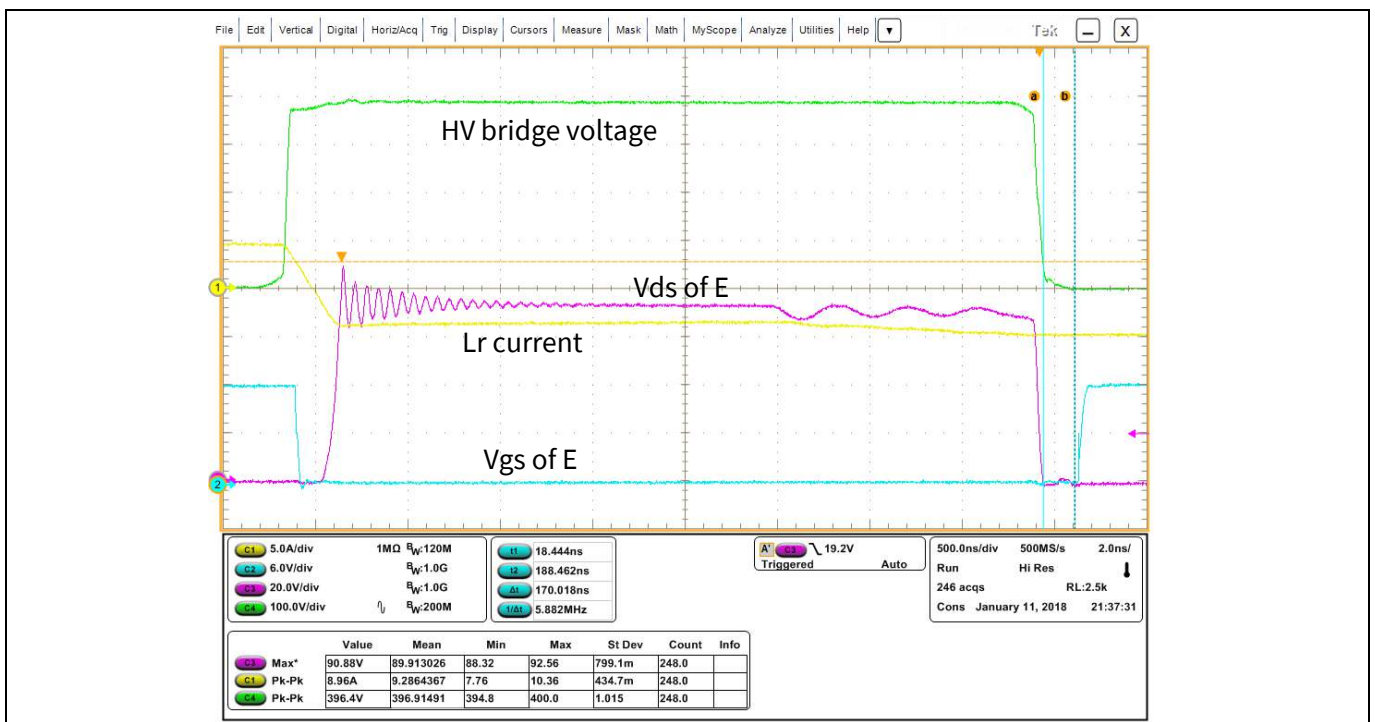 File Edit Vertical Digital Horiz/Acq Trig Display Cursors Measure Mask Math MyScope Analyze Utilities Help Tek X
a b
HV bridge voltage
1
Vds of E
Lr current
Vgs of E
2
C1 5.0A/div 1MΩ BW:120M
C2 6.0V/div BW:1.0G
C3 20.0V/div BW:1.0G
C4 100.0V/div BW:200M
t1 18.444ns
t2 188.462ns
Δt 170.018ns
1/Δt 5.882MHz
A' C3 19.2V
Triggered Auto
500.0ns/div 500MS/s 2.0ns/
Run Hi Res
246 acqs RL:2.5k
Cons January 11, 2018 21:37:31
Value Mean Min Max St Dev Count Info
C3 Max* 90.88V 89.913026 88.32 92.56 799.1m 248.0
C1 Pk-Pk 8.96A 9.2864367 7.76 10.36 434.7m 248.0
C4 Pk-Pk 396.4V 396.91491 394.8 400.0 1.015 248.0